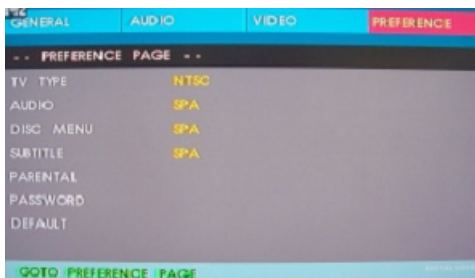 GENERAL AUDIO VIDEO PREFERENCE
-- PREFERENCE PAGE --
TV TYPE NTSC
AUDIO SPA
DISC MENU SPA
SUBTITLE SPA
PARENTAL
PASSWORD
DEFAULT
GOTO PREFERENCE PAGE